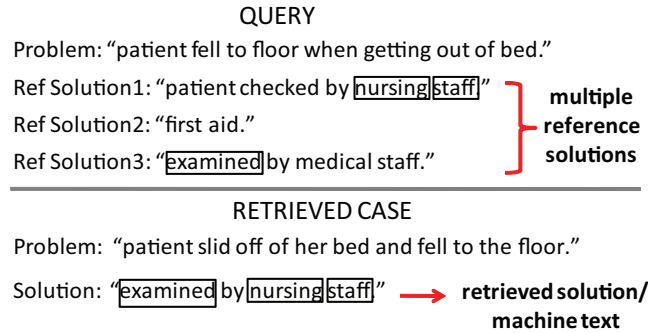 QUERY
Problem: “patient fell to floor when getting out of bed.”
Ref Solution1: “patient checked by nursing staff.”
Ref Solution2: “first aid.”
Ref Solution3: “examined by medical staff.”
multiple
reference
solutions
RETRIEVED CASE
Problem: “patient slid off of her bed and fell to the floor.”
Solution: “examined by nursing staff.”
retrieved solution/
machine text